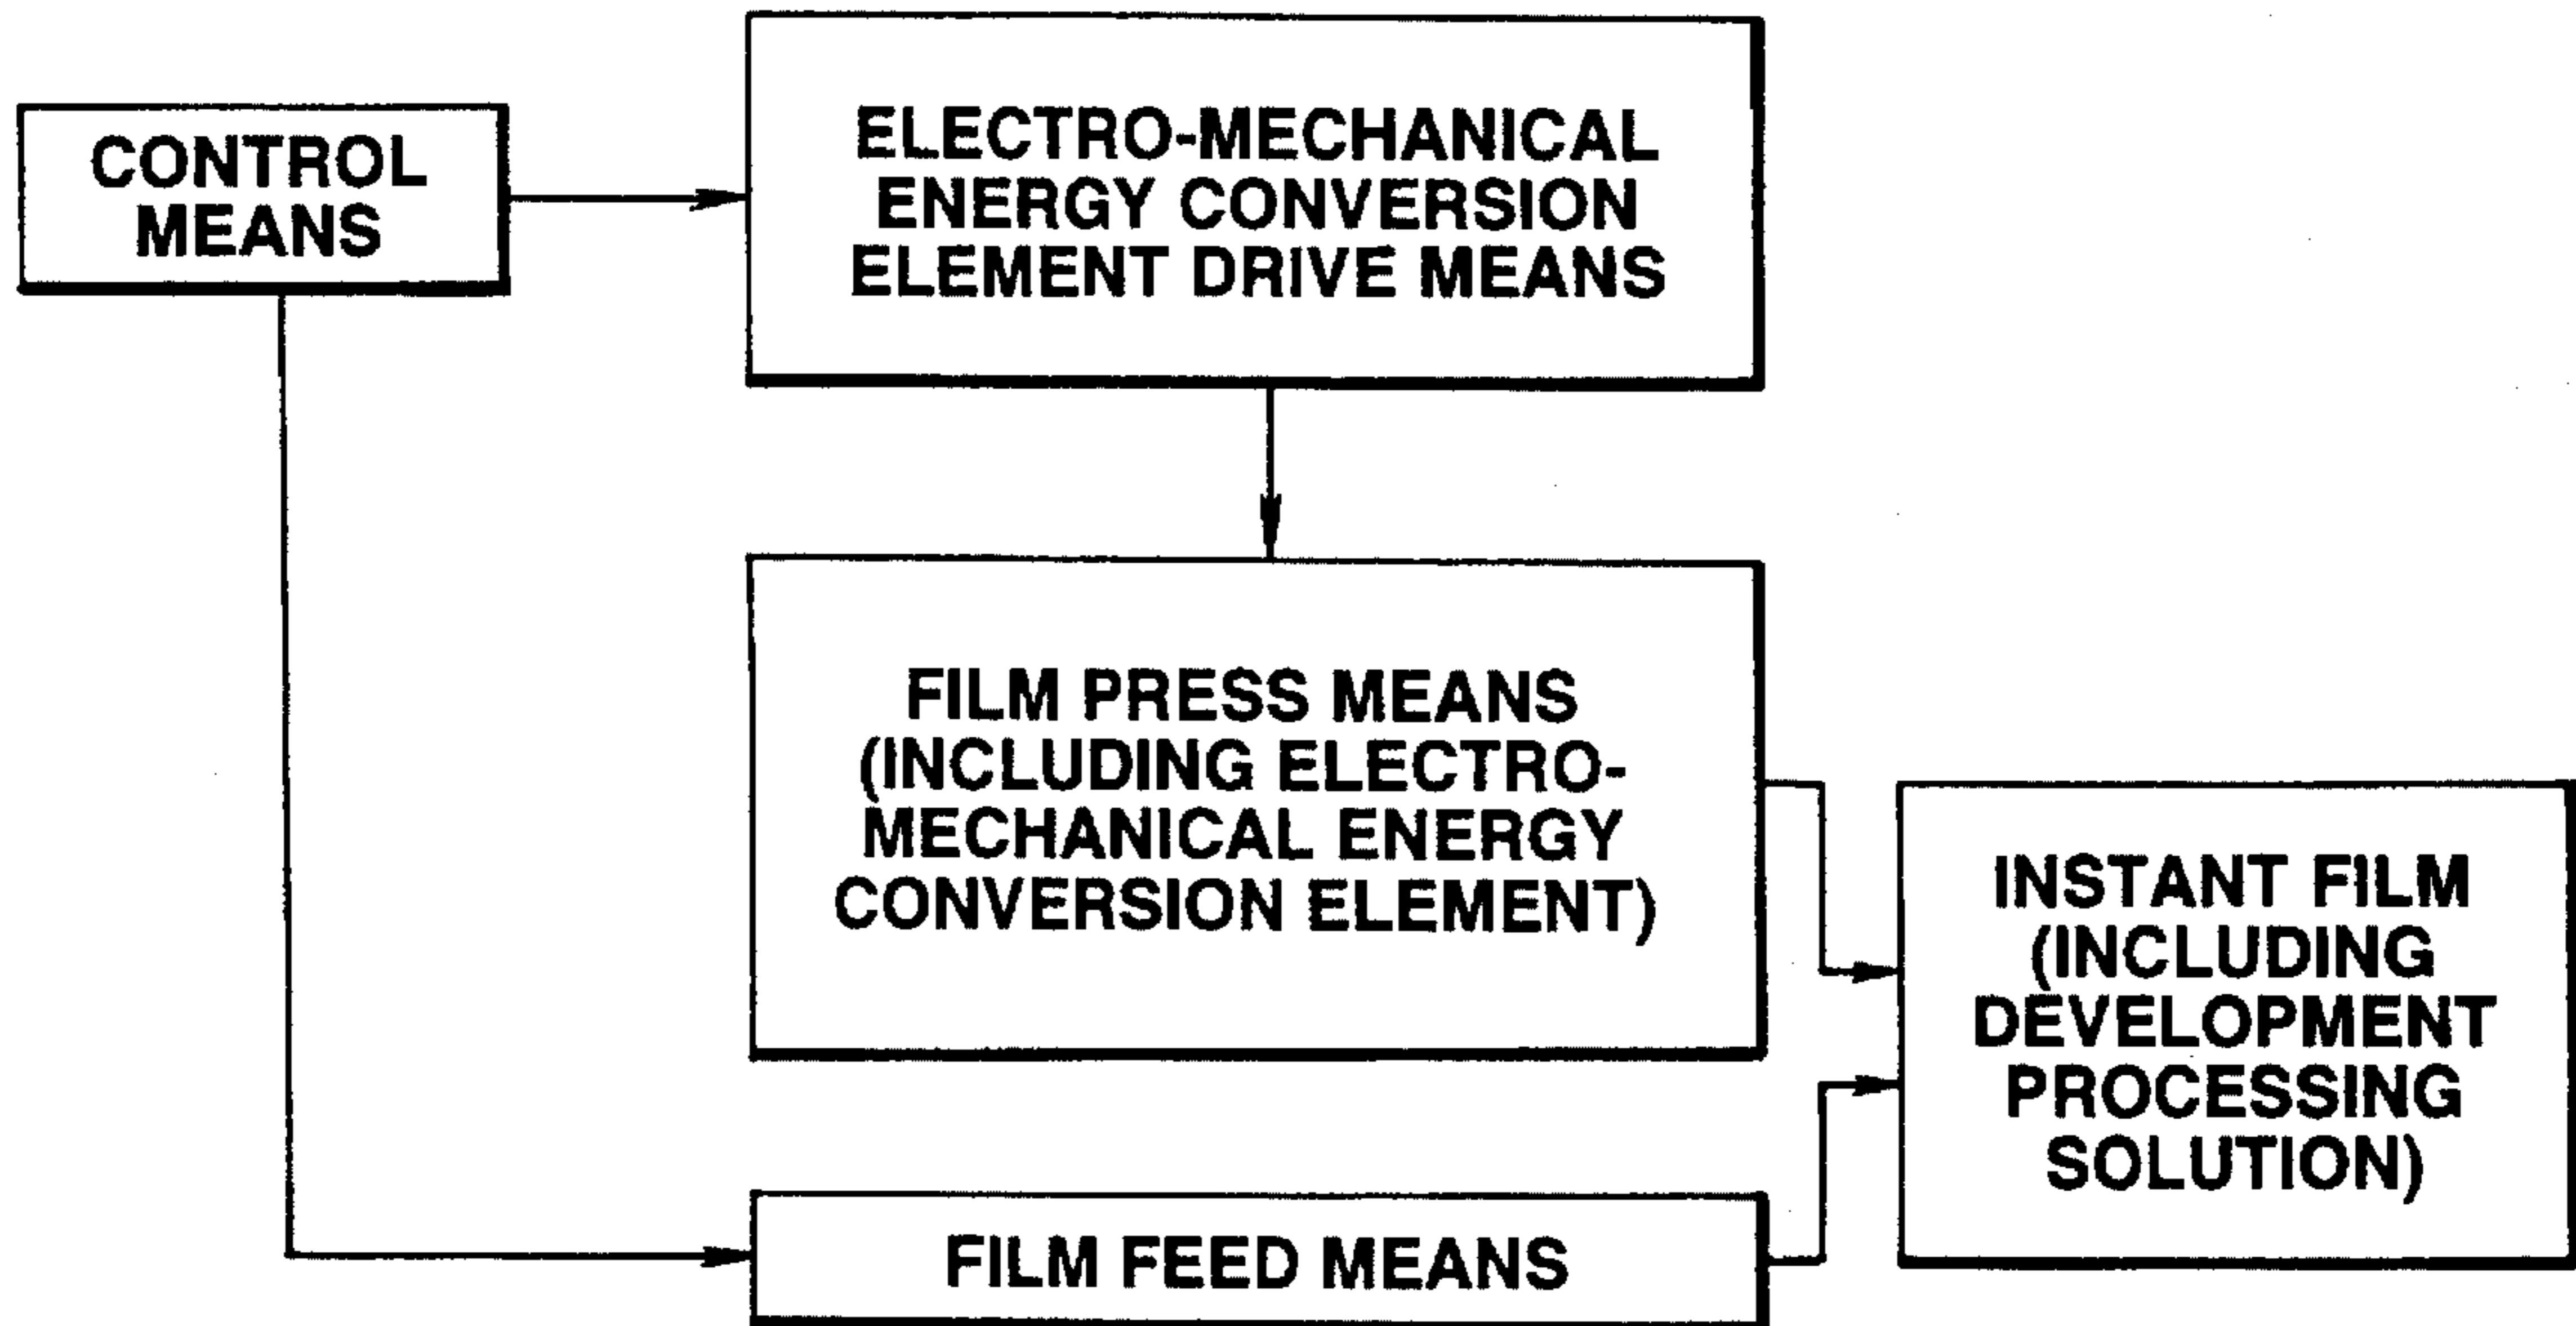 CONTROL
MEANS
ELECTRO-MECHANICAL
ENERGY CONVERSION
ELEMENT DRIVE MEANS
FILM PRESS MEANS
(INCLUDING ELECTRO-
MECHANICAL ENERGY
CONVERSION ELEMENT)
INSTANT FILM
(INCLUDING
DEVELOPMENT
PROCESSING
SOLUTION)
FILM FEED MEANS